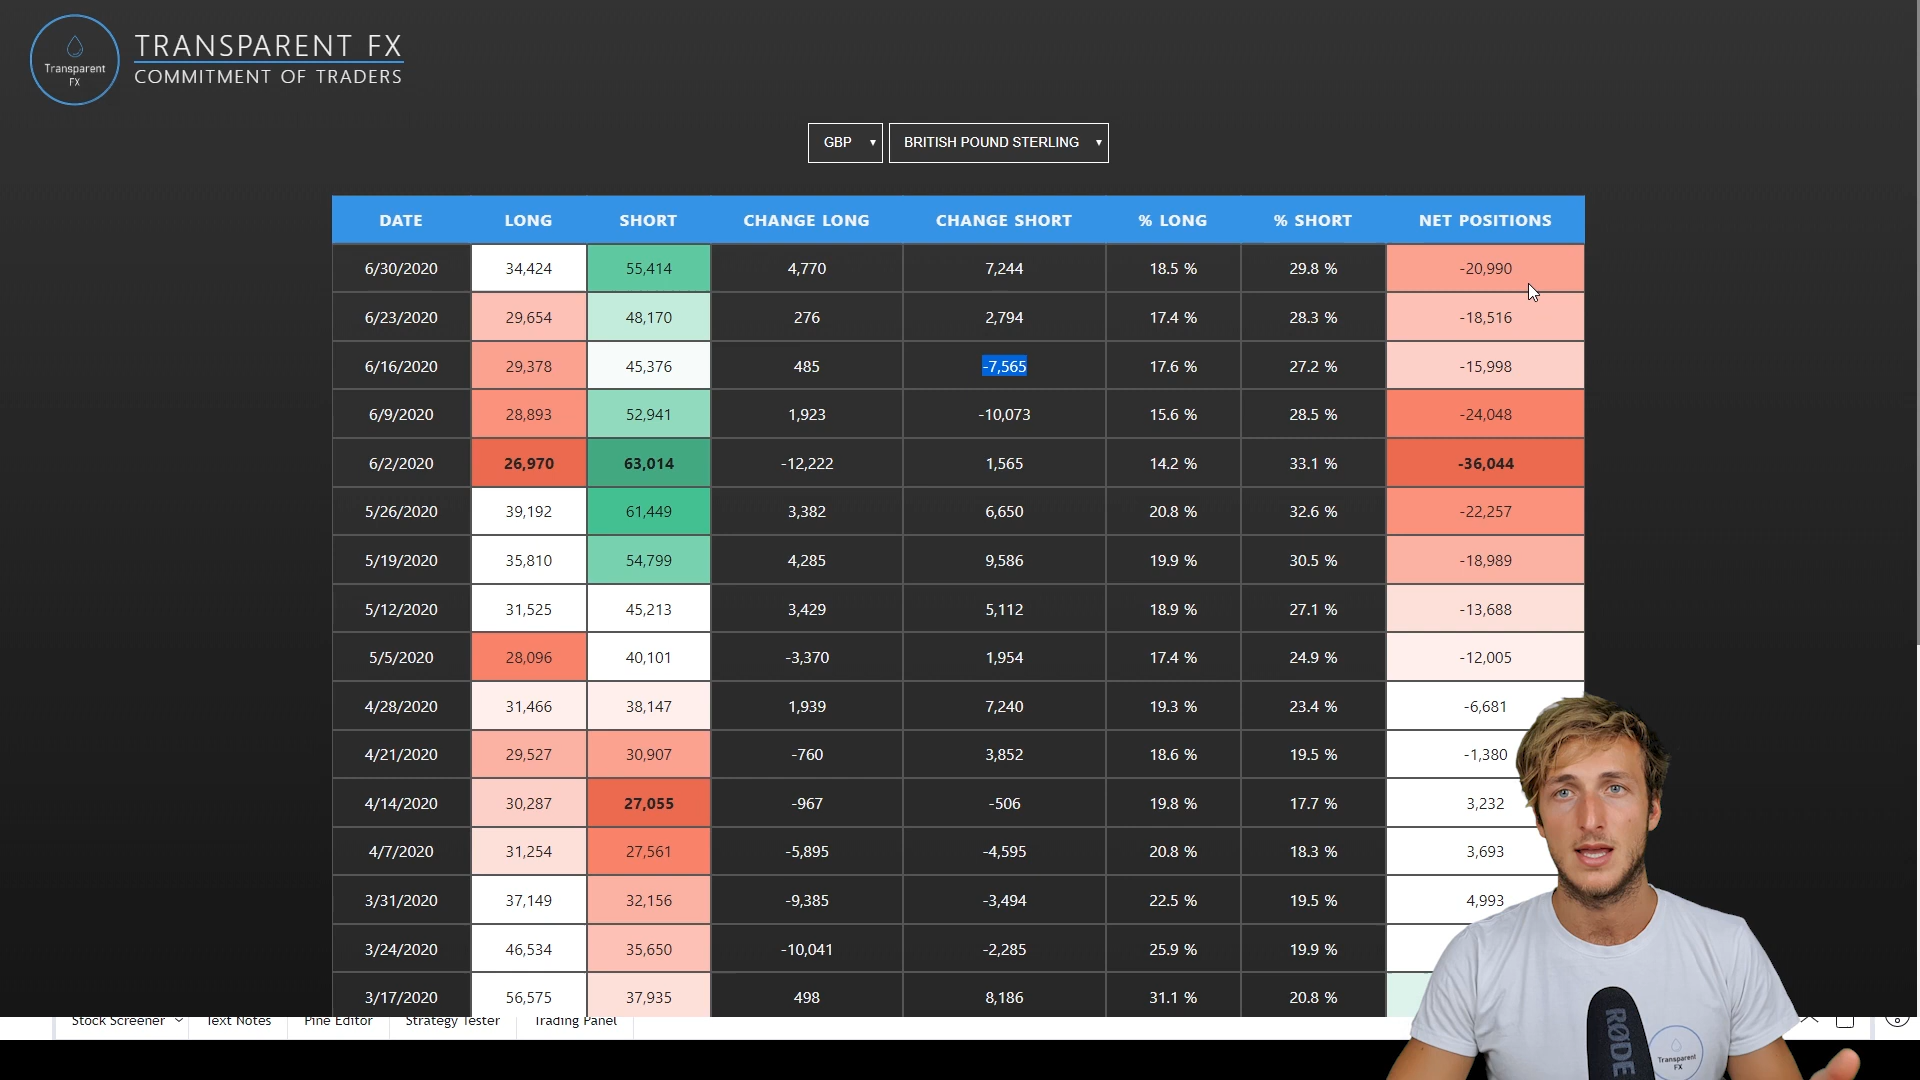 Transparent
FX
TRANSPARENT FX
COMMITMENT OF TRADERS
GBP ▾ BRITISH POUND STERLING ▾
DATE LONG SHORT CHANGE LONG CHANGE SHORT % LONG % SHORT NET POSITIONS
6/30/2020 34,424 55,414 4,770 7,244 18.5 % 29.8 % -20,990
6/23/2020 29,654 48,170 276 2,794 17.4 % 28.3 % -18,516
6/16/2020 29,378 45,376 485 -7,565 17.6 % 27.2 % -15,998
6/9/2020 28,893 52,941 1,923 -10,073 15.6 % 28.5 % -24,048
6/2/2020 26,970 63,014 -12,222 1,565 14.2 % 33.1 % -36,044
5/26/2020 39,192 61,449 3,382 6,650 20.8 % 32.6 % -22,257
5/19/2020 35,810 54,799 4,285 9,586 19.9 % 30.5 % -18,989
5/12/2020 31,525 45,213 3,429 5,112 18.9 % 27.1 % -13,688
5/5/2020 28,096 40,101 -3,370 1,954 17.4 % 24.9 % -12,005
4/28/2020 31,466 38,147 1,939 7,240 19.3 % 23.4 % -6,681
4/21/2020 29,527 30,907 -760 3,852 18.6 % 19.5 % -1,380
4/14/2020 30,287 27,055 -967 -506 19.8 % 17.7 % 3,232
4/7/2020 31,254 27,561 -5,895 -4,595 20.8 % 18.3 % 3,693
3/31/2020 37,149 32,156 -9,385 -3,494 22.5 % 19.5 % 4,993
3/24/2020 46,534 35,650 -10,041 -2,285 25.9 % 19.9 %
3/17/2020 56,575 37,935 498 8,186 31.1 % 20.8 %
Stock Screener Text Notes Pine Editor Strategy Tester Trading Panel
RØDE
Transparent
FX